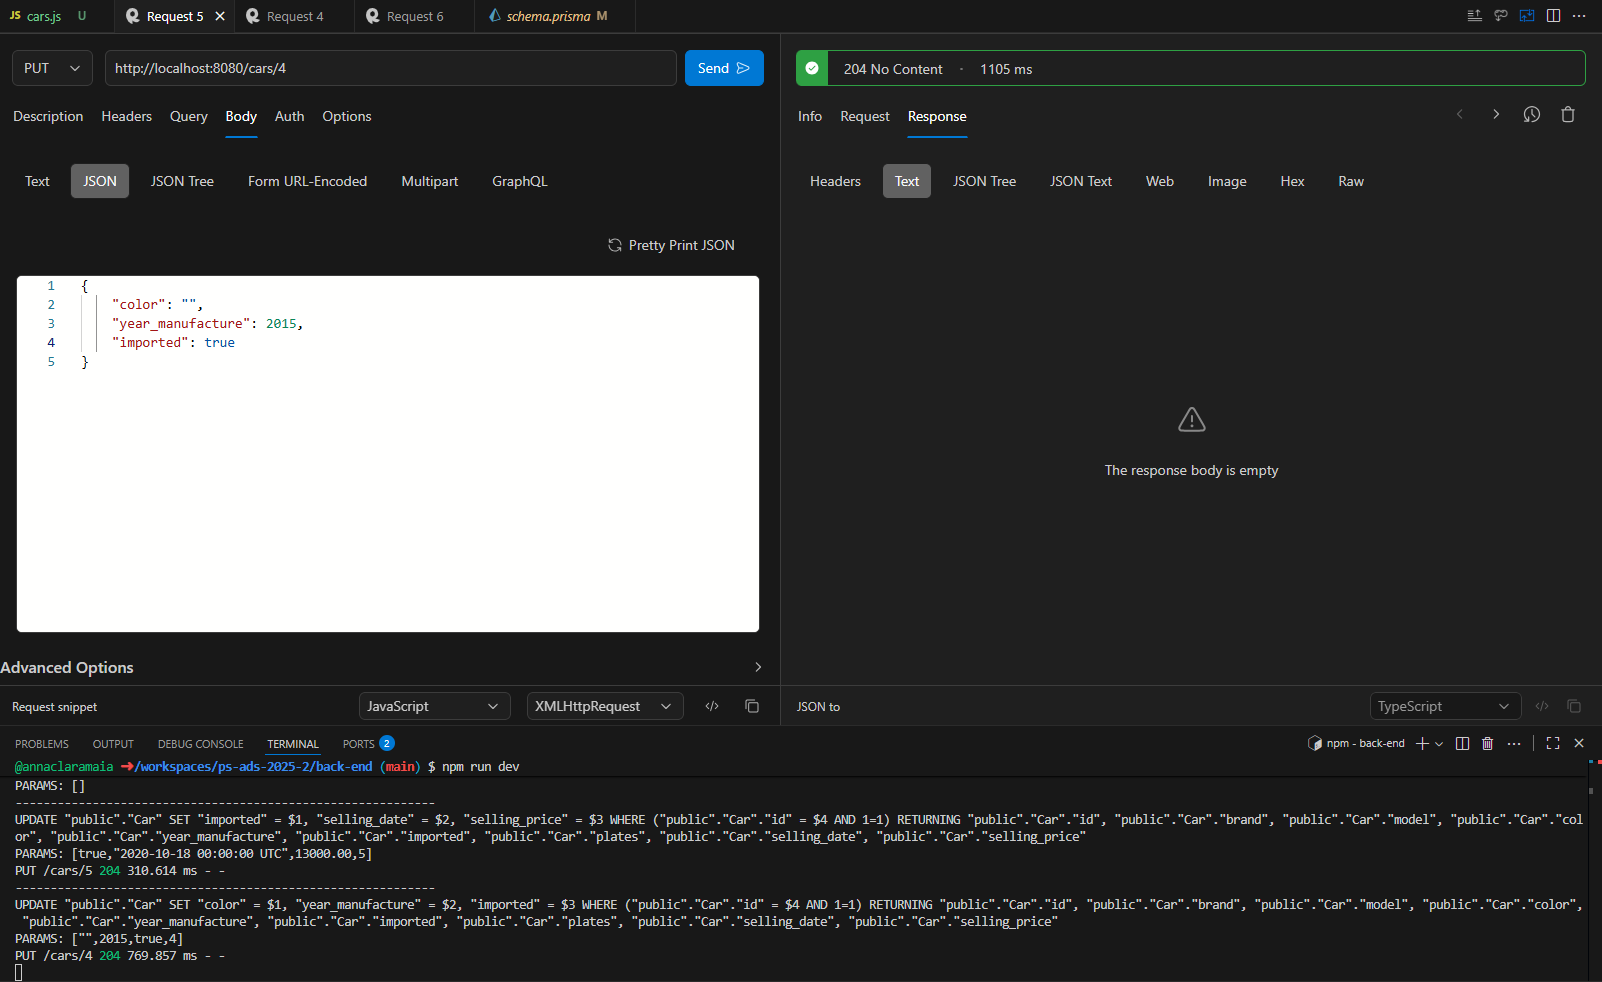 JS cars.js U
Request 5
Request 4
Request 6
schema.prisma M
PUT
http://localhost:8080/cars/4
Send
Description Headers Query Body Auth Options
Text JSON JSON Tree Form URL-Encoded Multipart GraphQL
Pretty Print JSON
1 {
2 "color": "",
3 "year_manufacture": 2015,
4 "imported": true
5 }
Advanced Options
Request snippet JavaScript XMLHttpRequest
204 No Content · 1105 ms
Info Request Response
Headers Text JSON Tree JSON Text Web Image Hex Raw
The response body is empty
JSON to TypeScript
PROBLEMS OUTPUT DEBUG CONSOLE TERMINAL PORTS 2
npm - back-end
@annaclaramaia ➜/workspaces/ps-ads-2025-2/back-end (main) $ npm run dev
PARAMS: []
------------------------------------------------------------
UPDATE "public"."Car" SET "imported" = $1, "selling_date" = $2, "selling_price" = $3 WHERE ("public"."Car"."id" = $4 AND 1=1) RETURNING "public"."Car"."id", "public"."Car"."brand", "public"."Car"."model", "public"."Car"."col
or", "public"."Car"."year_manufacture", "public"."Car"."imported", "public"."Car"."plates", "public"."Car"."selling_date", "public"."Car"."selling_price"
PARAMS: [true,"2020-10-18 00:00:00 UTC",13000.00,5]
PUT /cars/5 204 310.614 ms - -
------------------------------------------------------------
UPDATE "public"."Car" SET "color" = $1, "year_manufacture" = $2, "imported" = $3 WHERE ("public"."Car"."id" = $4 AND 1=1) RETURNING "public"."Car"."id", "public"."Car"."brand", "public"."Car"."model", "public"."Car"."color",
"public"."Car"."year_manufacture", "public"."Car"."imported", "public"."Car"."plates", "public"."Car"."selling_date", "public"."Car"."selling_price"
PARAMS: ["",2015,true,4]
PUT /cars/4 204 769.857 ms - -